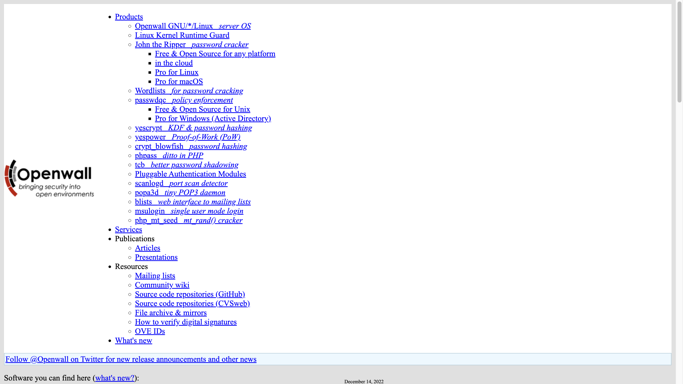 Openwall
bringing security into
open environments
Products
Openwall GNU/*/Linux   server OS
Linux Kernel Runtime Guard
John the Ripper   password cracker
Free & Open Source for any platform
in the cloud
Pro for Linux
Pro for macOS
Wordlists   for password cracking
passwdqc   policy enforcement
Free & Open Source for Unix
Pro for Windows (Active Directory)
yescrypt   KDF & password hashing
yespower   Proof-of-Work (PoW)
crypt_blowfish   password hashing
phpass   ditto in PHP
tcb   better password shadowing
Pluggable Authentication Modules
scanlogd   port scan detector
popa3d   tiny POP3 daemon
blists   web interface to mailing lists
msulogin   single user mode login
php_mt_seed   mt_rand() cracker
Services
Publications
Articles
Presentations
Resources
Mailing lists
Community wiki
Source code repositories (GitHub)
Source code repositories (CVSweb)
File archive & mirrors
How to verify digital signatures
OVE IDs
What's new
Follow @Openwall on Twitter for new release announcements and other news
Software you can find here (what's new?):
December 14, 2022